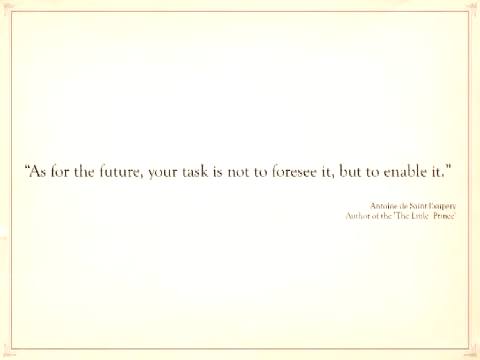 “As for the future, your task is not to foresee it, but to enable it.”
Antoine de Saint Exupery
Author of the 'The Little Prince'